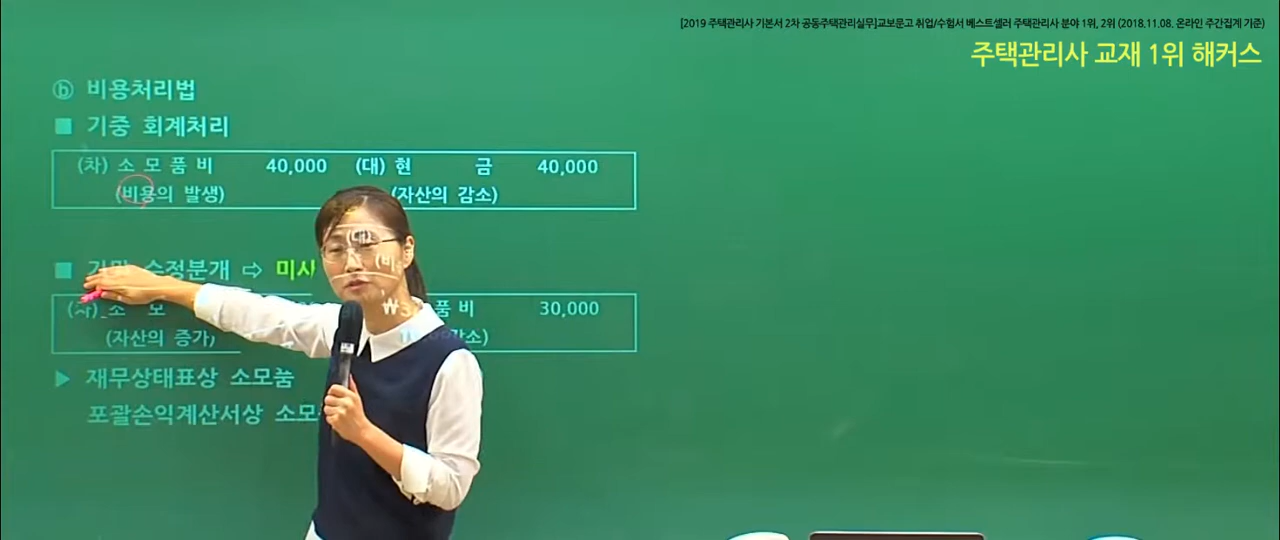 [2019 주택관리사 기본서 2차 공동주택관리실무]교보문고 취업/수험서 베스트셀러 주택관리사 분야 1위, 2위 (2018.11.08. 온라인 주간집계 기준)
주택관리사 교재 1위 해커스
ⓑ 비용처리법
■ 기중 회계처리
(차) 소 모 품 비 40,000 (대) 현 금 40,000
(비용의 발생) (자산의 감소)
■ 수정분개 ⇨ 미사
(차) 소 모 품 비 30,000
(자산의 증가) 감소)
▶ 재무상태표상 소모품
포괄손익계산서상 소모